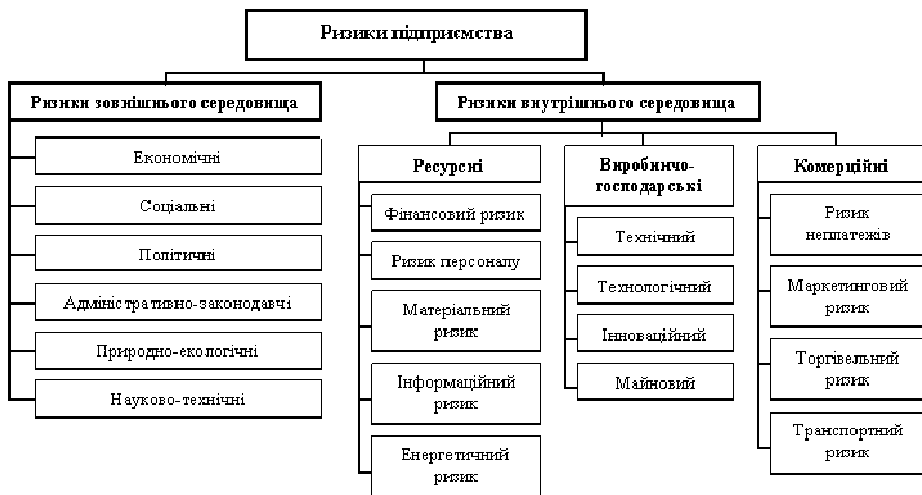 Ризики підприємства
Ризики зовнішнього середовища
Економічні
Соціальні
Політичні
Адміністративно-законодавчі
Природно-екологічні
Науково-технічні
Ризики внутрішнього середовища
Ресурсні
Фінансовий ризик
Ризик персоналу
Матеріальний
ризик
Інформаційний
ризик
Енергетичний
ризик
Виробничо-
господарські
Технічний
Технологічний
Інноваційний
Майновий
Комерційні
Ризик
неплатежів
Маркетинговий
ризик
Торгівельний
ризик
Транспортний
ризик